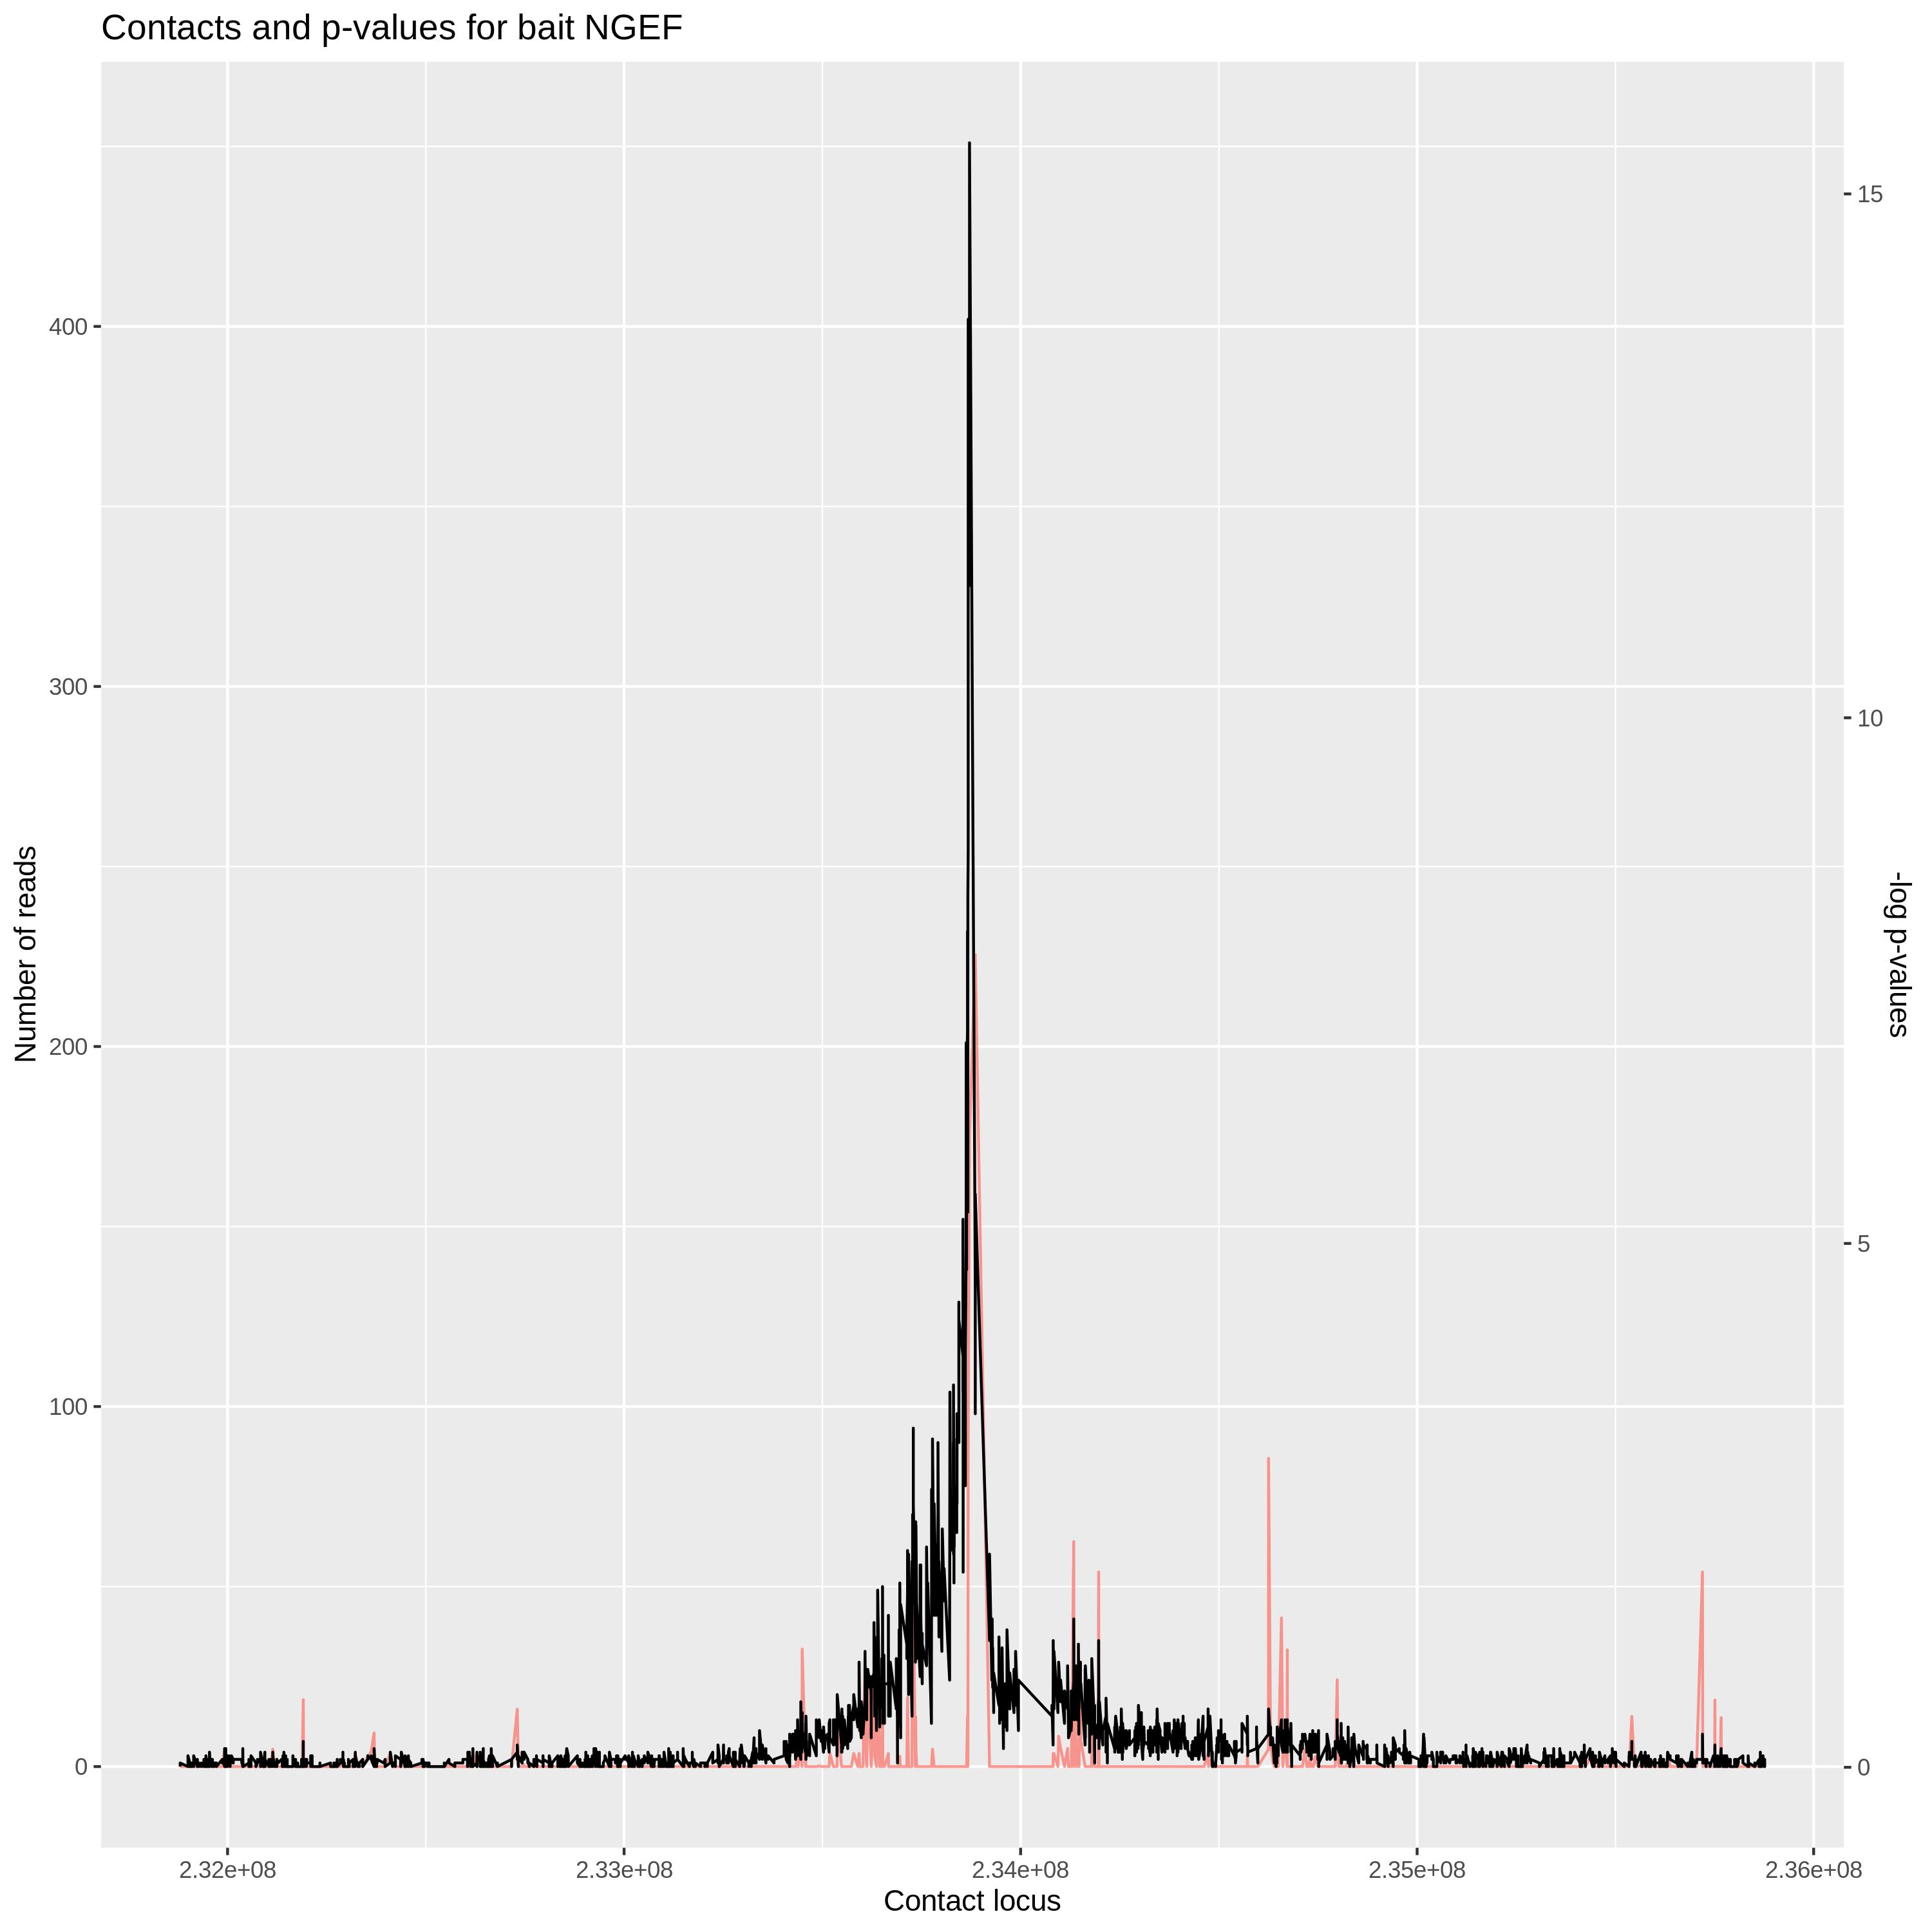 Contacts and p-values for bait NGEF
15
400
300
10
Number of reads
-log p-values
200
5
100
0
0
2.32e+08
2.33e+08
2.34e+08
2.35e+08
2.36e+08
Contact locus